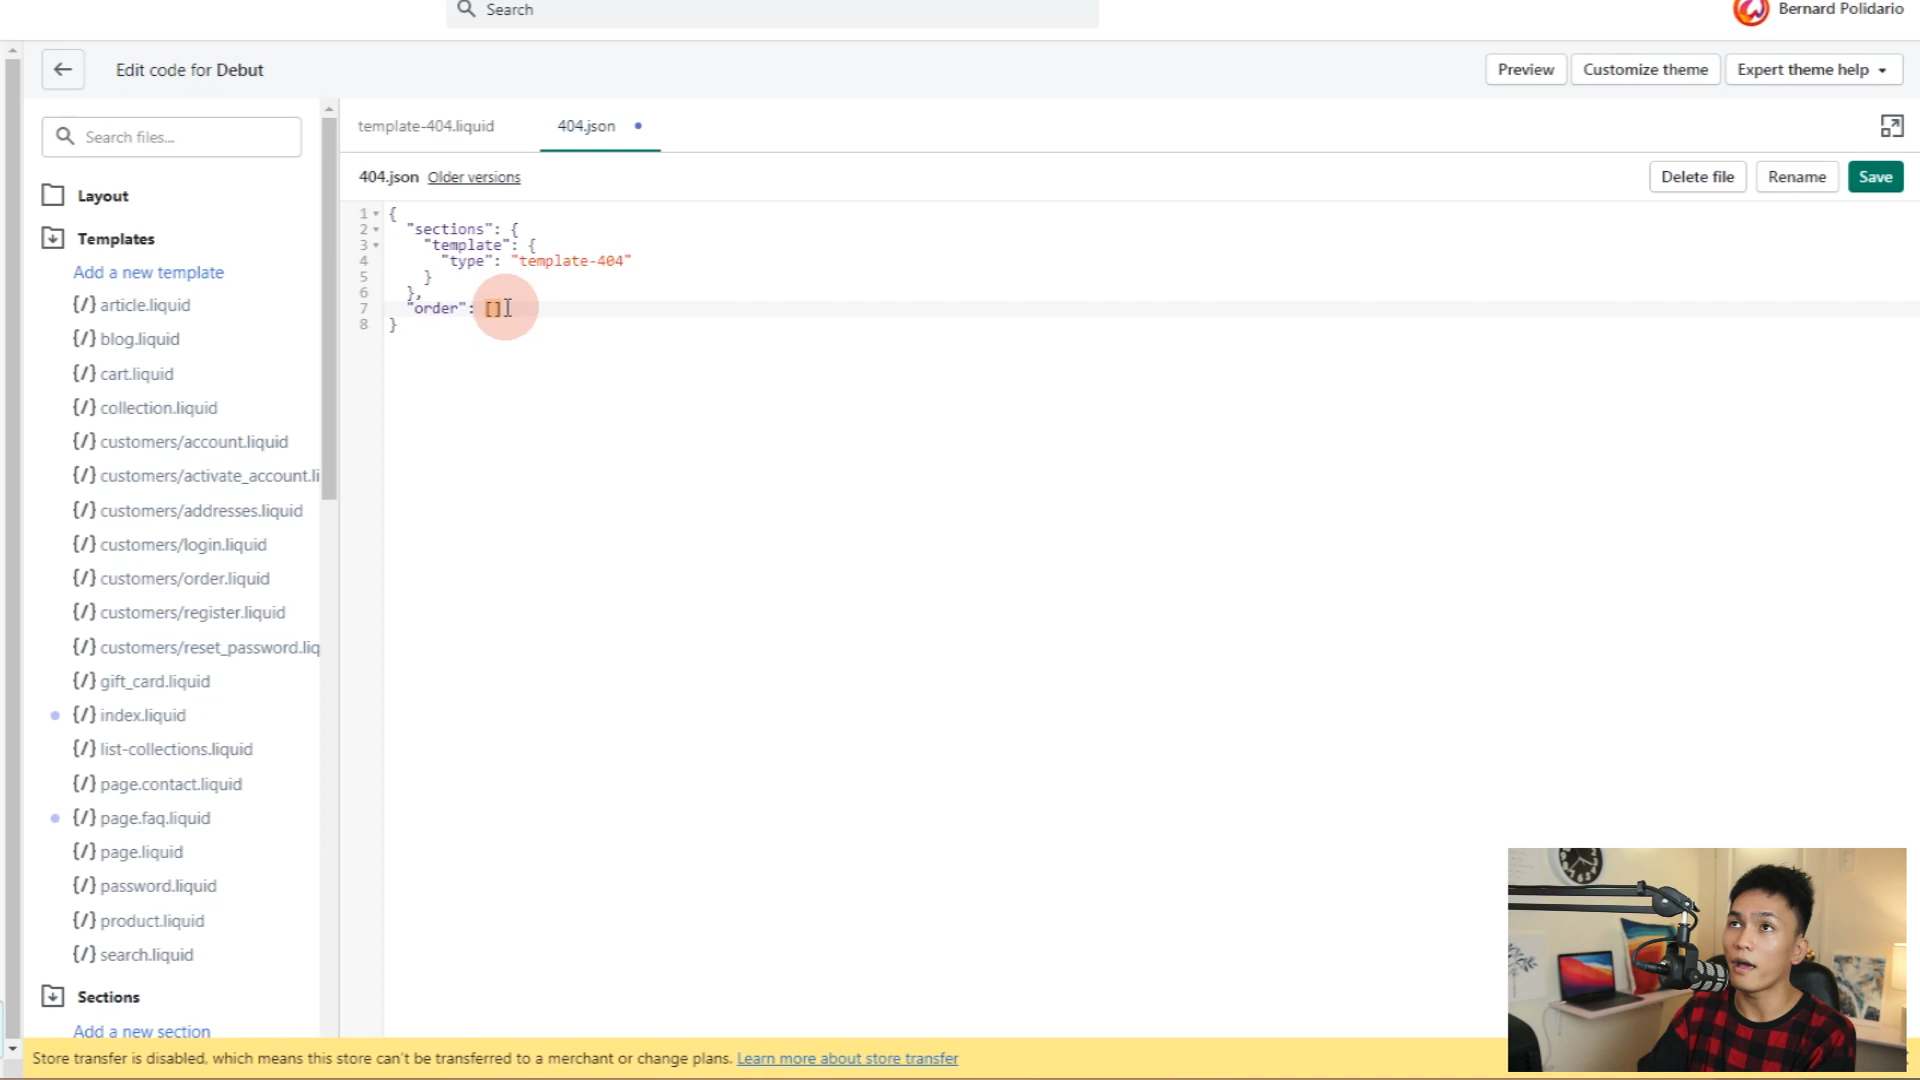 Search
Bernard Polidario
Edit code for Debut
Preview
Customize theme
Expert theme help
Search files...
template-404.liquid
404.json
404.json Older versions
Delete file
Rename
Save
Layout
Templates
Add a new template
{/} article.liquid
{/} blog.liquid
{/} cart.liquid
{/} collection.liquid
{/} customers/account.liquid
{/} customers/activate_account.li
{/} customers/addresses.liquid
{/} customers/login.liquid
{/} customers/order.liquid
{/} customers/register.liquid
{/} customers/reset_password.liq
{/} gift_card.liquid
{/} index.liquid
{/} list-collections.liquid
{/} page.contact.liquid
{/} page.faq.liquid
{/} page.liquid
{/} password.liquid
{/} product.liquid
{/} search.liquid
Sections
Add a new section
1 {
2 "sections": {
3 "template": {
4 "type": "template-404"
5 }
6 },
7 "order": []
8 }
Store transfer is disabled, which means this store can't be transferred to a merchant or change plans. Learn more about store transfer